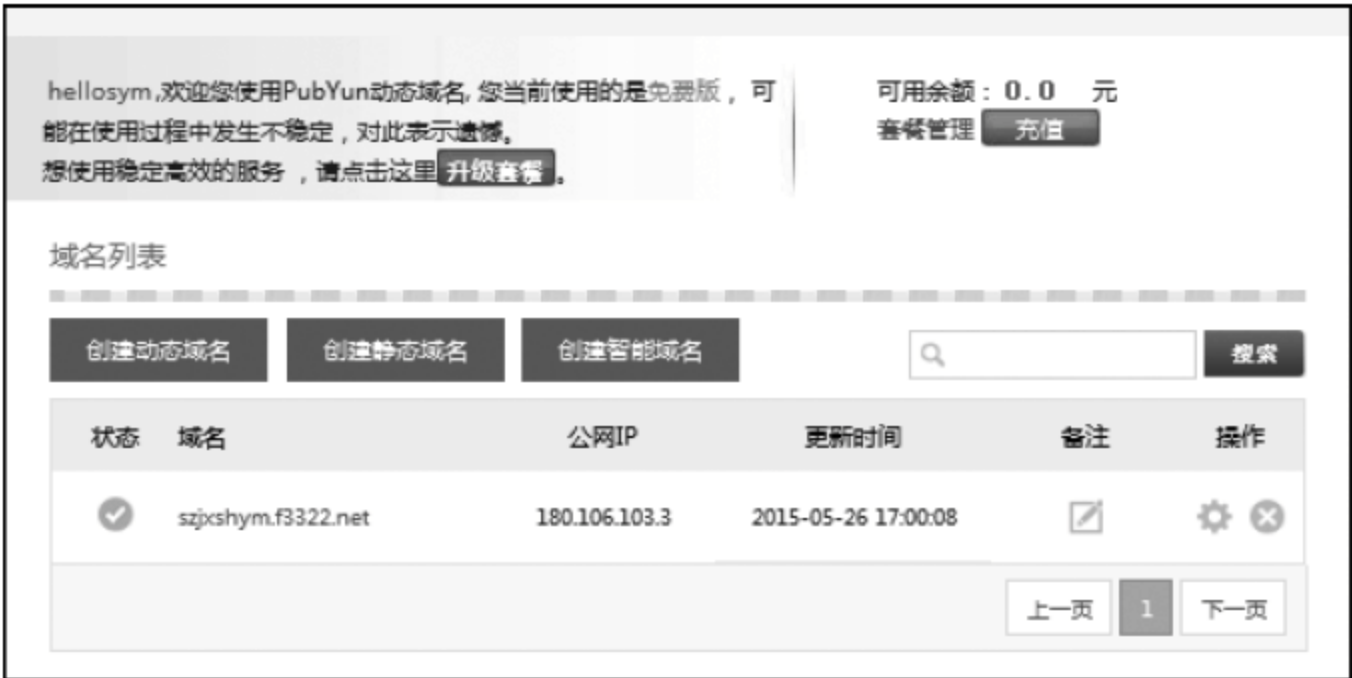 hellosym,欢迎您使用PubYun动态域名, 您当前使用的是免费版，可
能在使用过程中发生不稳定，对此表示遗憾。
想使用稳定高效的服务 ，请点击这里 升级套餐 。
可用余额：0.0 元
套餐管理 充值
域名列表
创建动态域名 创建静态域名 创建智能域名 搜索
状态 域名 公网IP 更新时间 备注 操作
szjxshym.f3322.net 180.106.103.3 2015-05-26 17:00:08
上一页 1 下一页